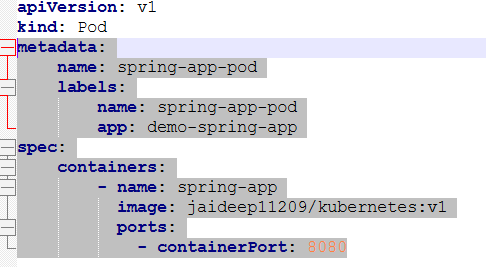 apiVersion: v1
kind: Pod
metadata:
    name: spring-app-pod
    labels:
        name: spring-app-pod
        app: demo-spring-app
spec:
    containers:
        - name: spring-app
          image: jaideep11209/kubernetes:v1
          ports:
            - containerPort: 8080